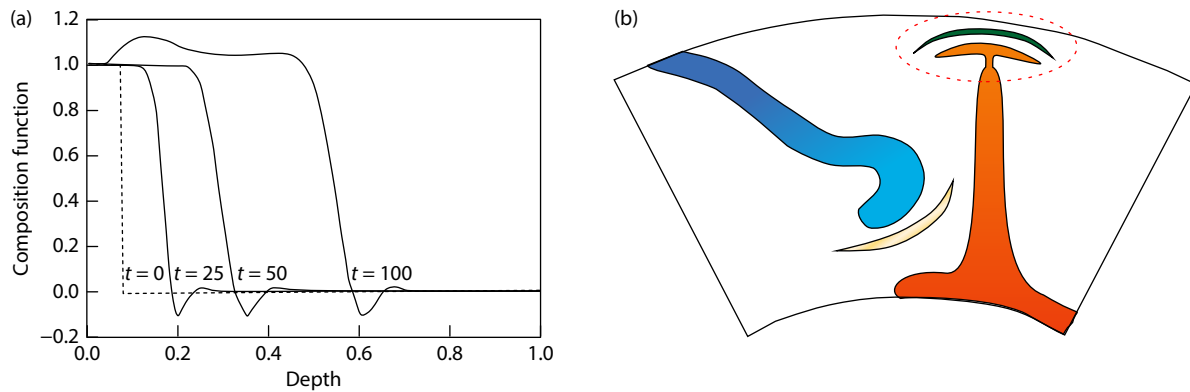 (a)
1.2
1.0
0.8
0.6
0.4
0.2
0.0
−0.2
Composition function
t = 0 t = 25 t = 50 t = 100
0.0 0.2 0.4 0.6 0.8 1.0
Depth
(b)